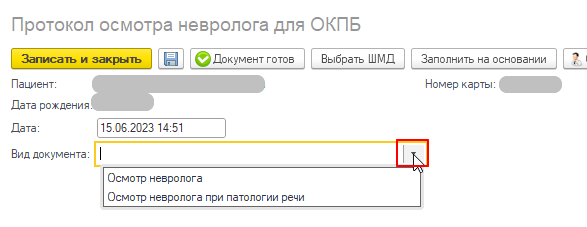 Протокол осмотра невролога для ОКПБ
Записать и закрыть Документ готов Выбрать ШМД Заполнить на основании
Пациент: Номер карты:
Дата рождения:
Дата: 15.06.2023 14:51
Вид документа:
Осмотр невролога
Осмотр невролога при патологии речи